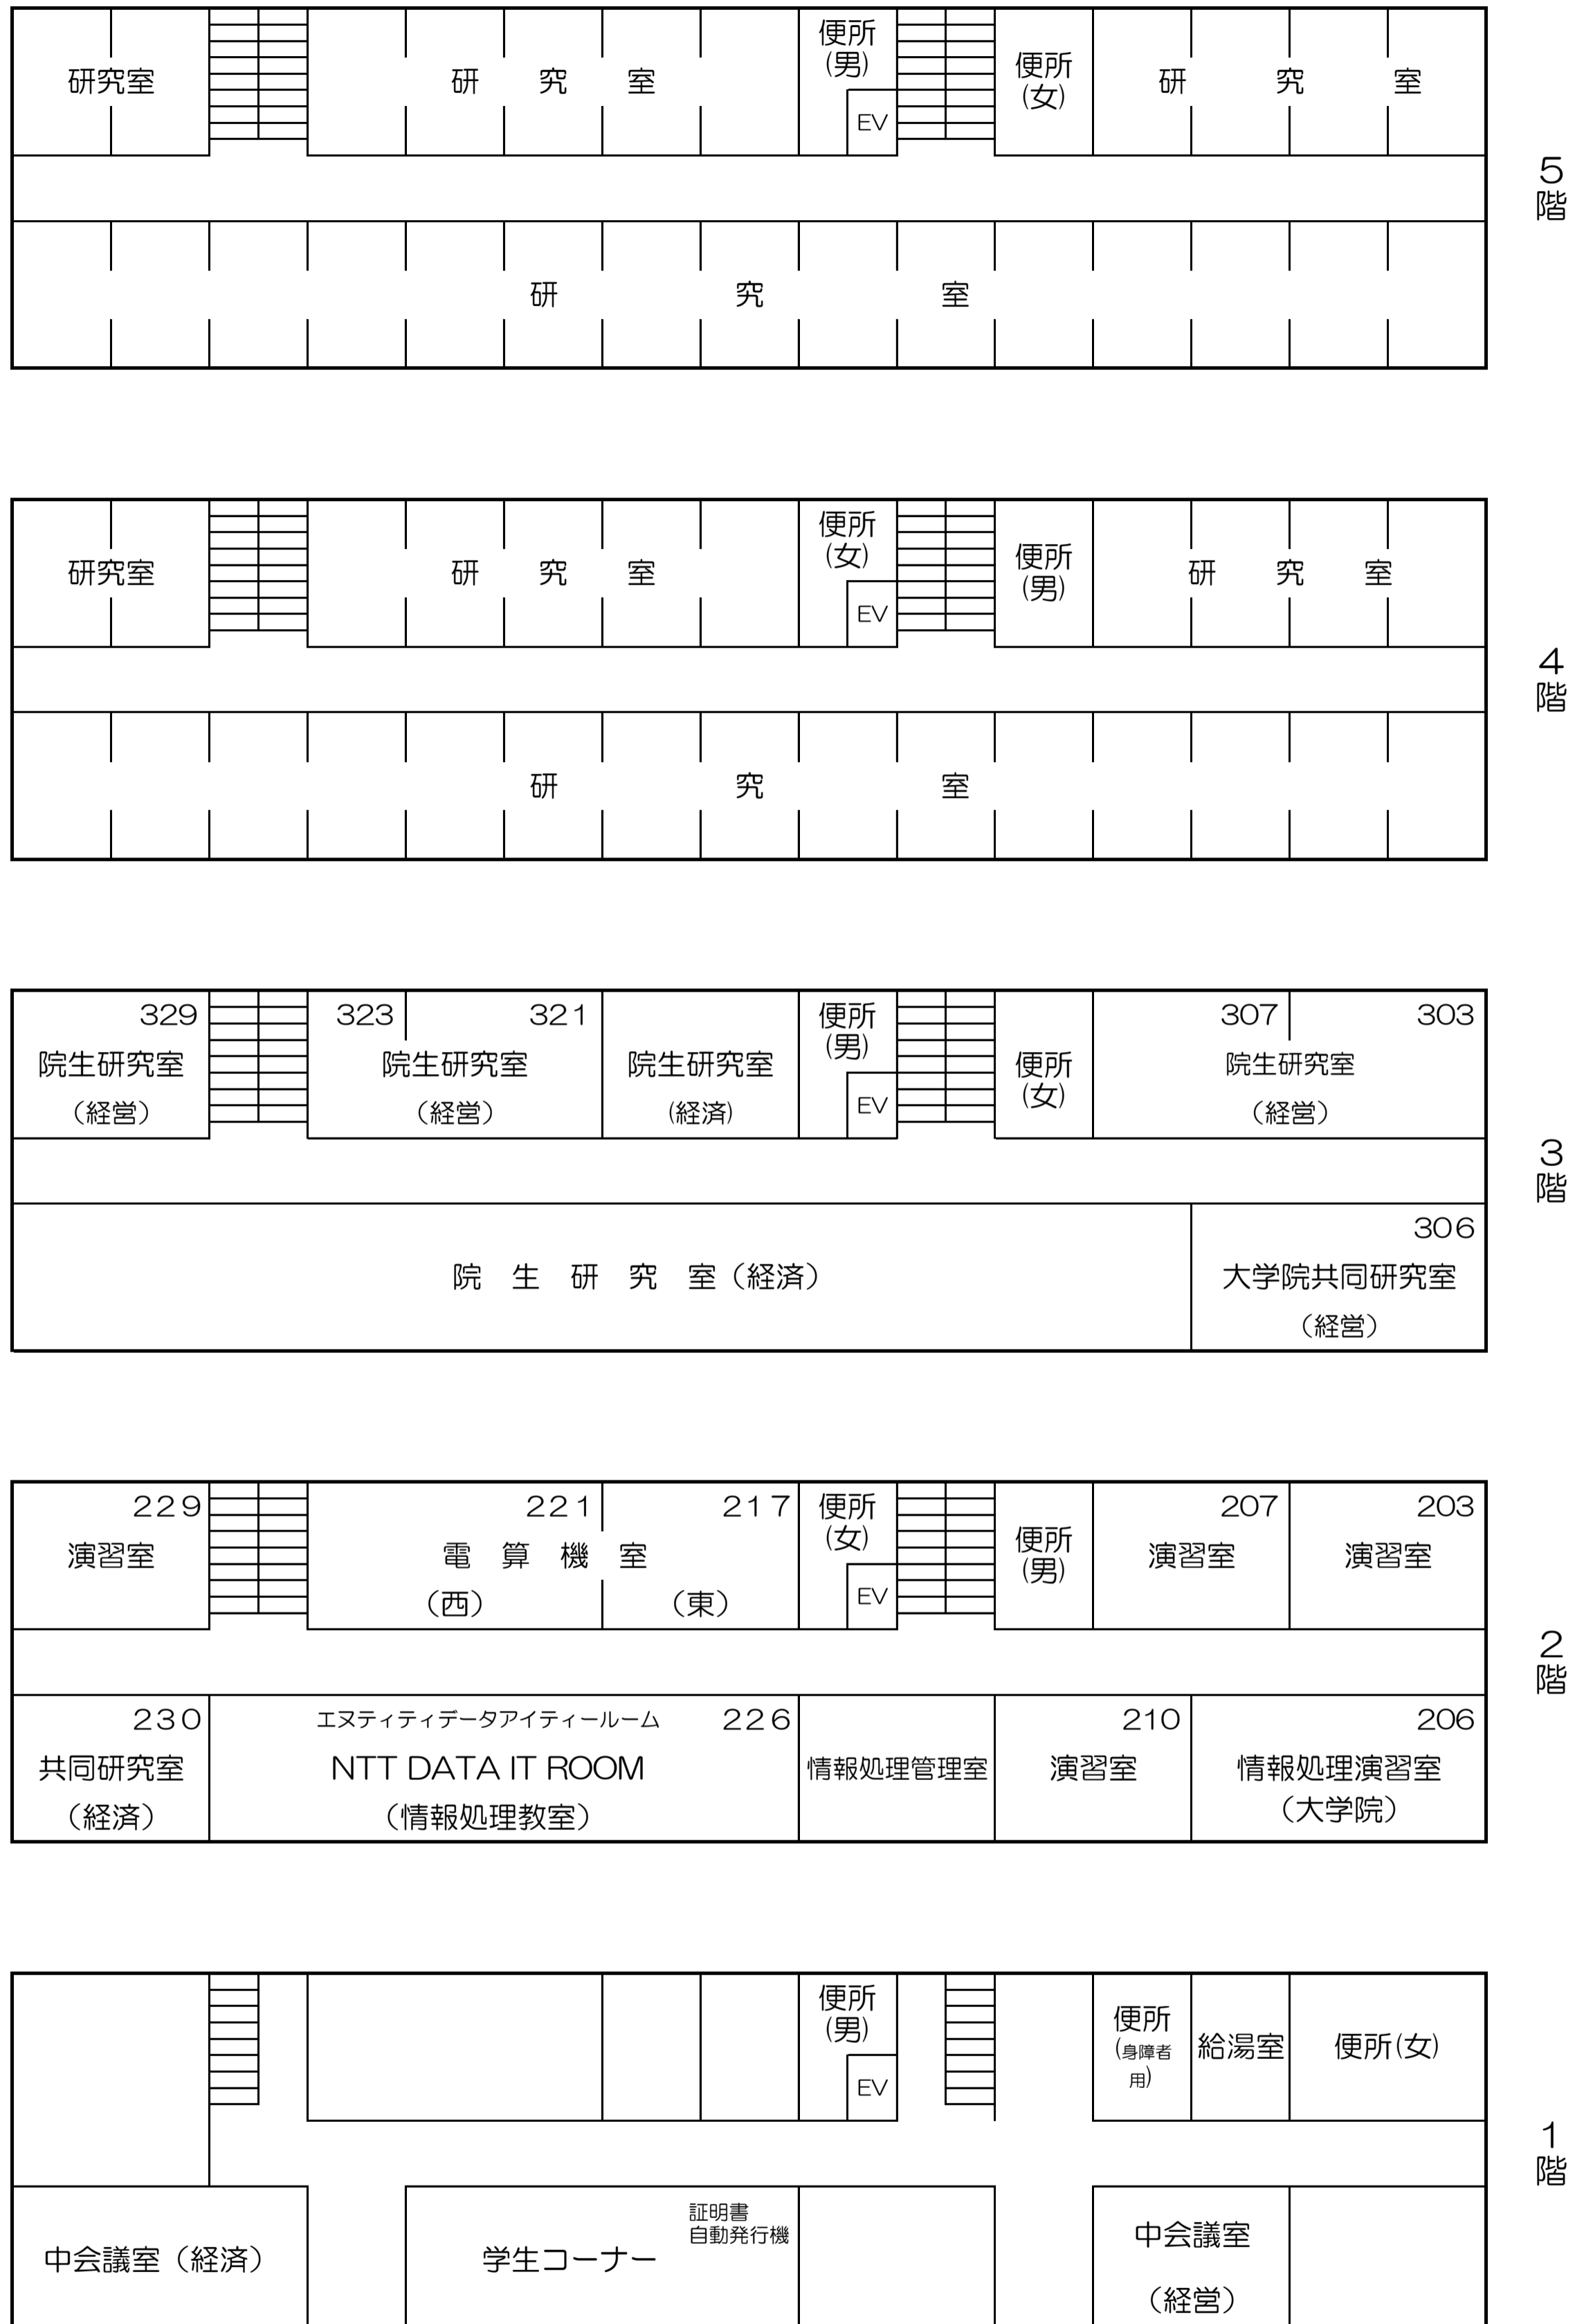 研究室
研 究 室
便所
(男)
EV
便所
(女)
研 究 室
5階
研 究 室
研究室
研 究 室
便所
(女)
EV
便所
(男)
研 究 室
4階
研 究 室
329
院生研究室
(経営)
323 321
院生研究室
(経営)
院生研究室
(経済)
便所
(男)
EV
便所
(女)
307 303
院生研究室
(経営)
3階
院 生 研 究 室(経済)
306
大学院共同研究室
(経営)
229
演習室
221 217
電 算 機 室
(西) (東)
便所
(女)
EV
便所
(男)
207
演習室
203
演習室
2階
230
共同研究室
(経済)
エヌティティデータアイティールーム 226
NTT DATA IT ROOM
(情報処理教室)
情報処理管理室
210
演習室
206
情報処理演習室
(大学院)
便所
(男)
EV
便所
(身障者
用)
給湯室
便所(女)
1階
中会議室(経済)
証明書
自動発行機
学生コーナー
中会議室
(経営)